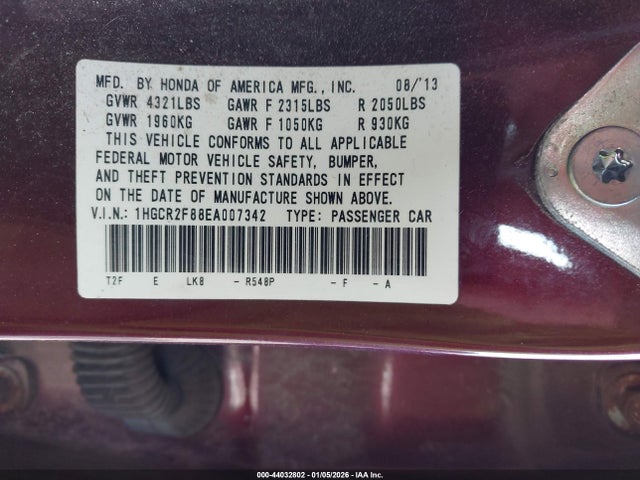 MFD. BY HONDA OF AMERICA MFG., INC. 08/'13
GVWR 4321LBS GAWR F 2315LBS R 2050LBS
GVWR 1960KG GAWR F 1050KG R 930KG
THIS VEHICLE CONFORMS TO ALL APPLICABLE
FEDERAL MOTOR VEHICLE SAFETY, BUMPER,
AND THEFT PREVENTION STANDARDS IN EFFECT
ON THE DATE OF MANUFACTURE SHOWN ABOVE.
V.I.N.: 1HGCR2F88EA007342 TYPE: PASSENGER CAR
T2F E LK8 - R548P - F - A
000-44032802 - 01/05/2026 - IAA Inc.